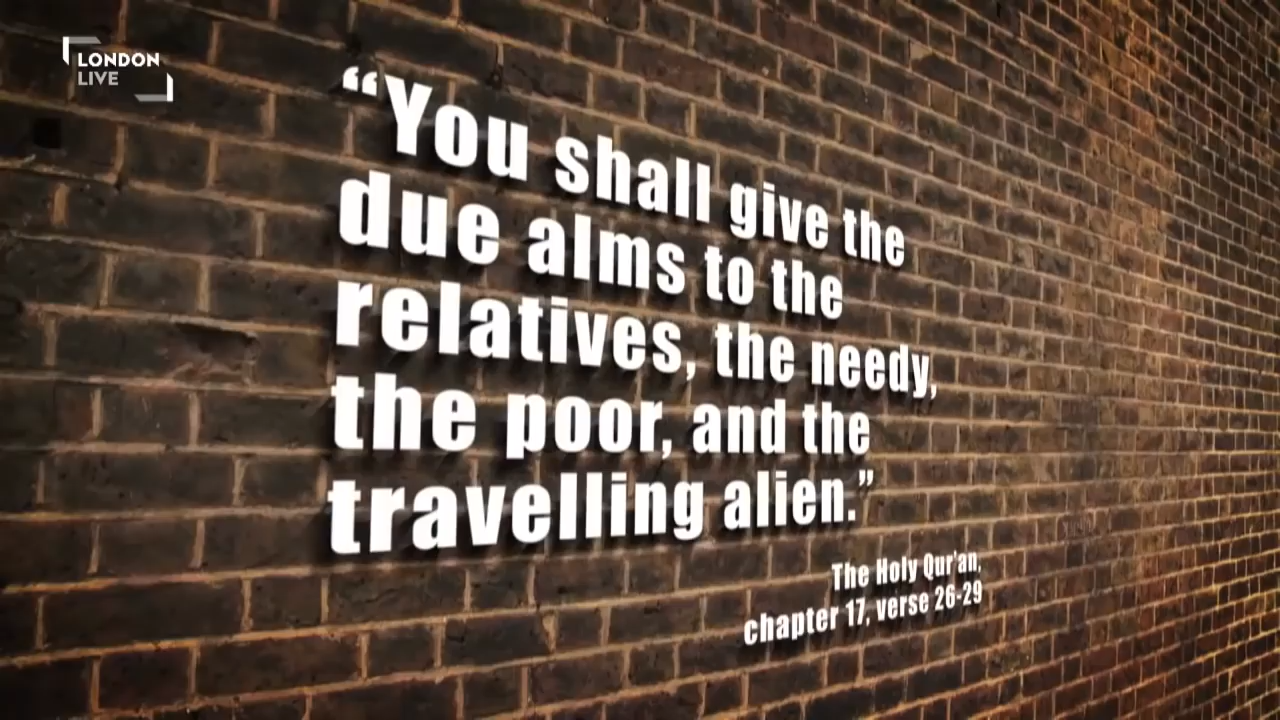 LONDON
LIVE
“You shall give the
due alms to the
relatives, the needy,
the poor, and the
travelling alien.”
The Holy Qur'an,
chapter 17, verse 26-29